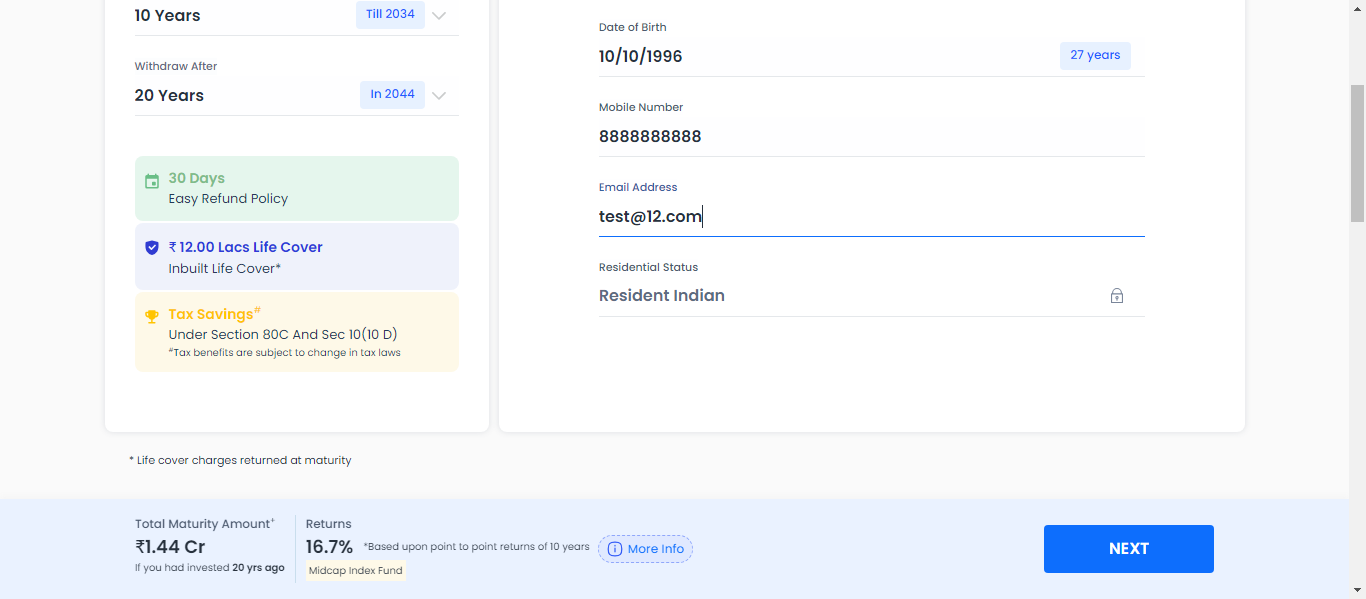 10 Years
Till 2034
Withdraw After
20 Years
In 2044
30 Days
Easy Refund Policy
₹ 12.00 Lacs Life Cover
Inbuilt Life Cover*
Tax Savings#
Under Section 80C And Sec 10(10 D)
#Tax benefits are subject to change in tax laws
Date of Birth
10/10/1996
27 years
Mobile Number
8888888888
Email Address
test@12.com
Residential Status
Resident Indian
* Life cover charges returned at maturity
Total Maturity Amount+
₹1.44 Cr
If you had invested 20 yrs ago
Returns
16.7% *Based upon point to point returns of 10 years
Midcap Index Fund
More Info
NEXT